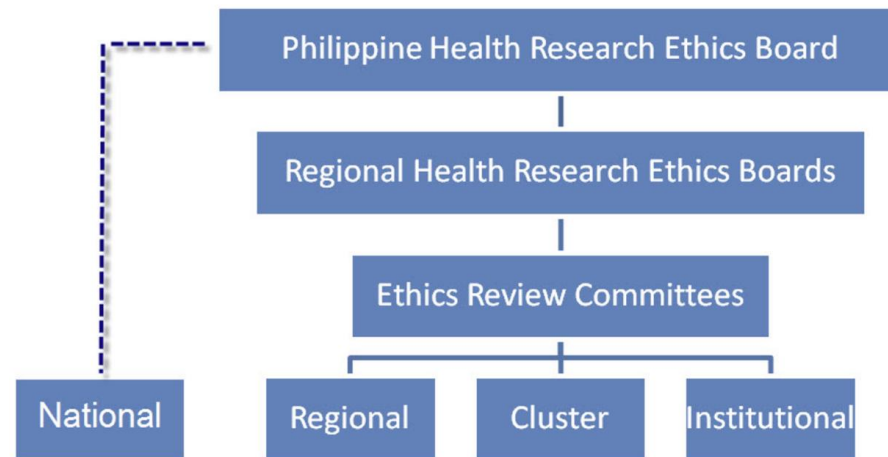 Philippine Health Research Ethics Board
Regional Health Research Ethics Boards
Ethics Review Committees
National
Regional
Cluster
Institutional